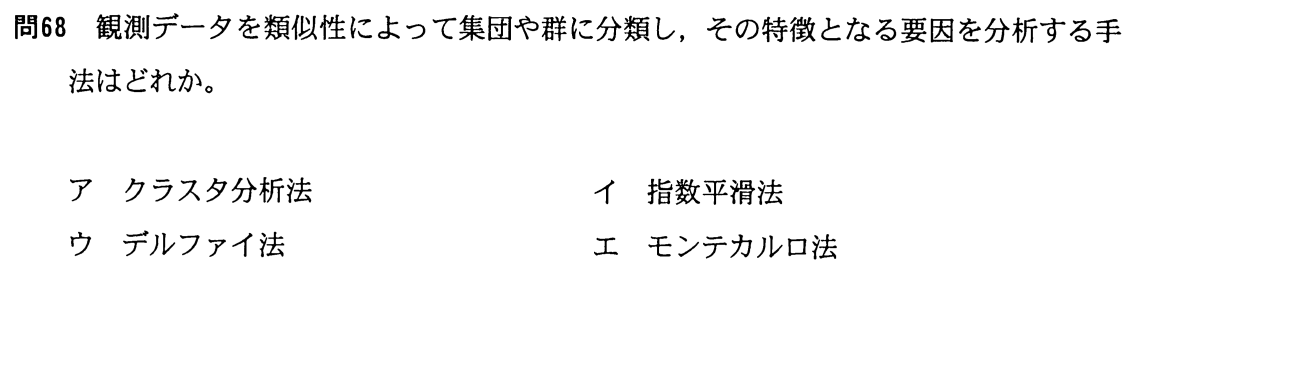 問68 観測データを類似性によって集団や群に分類し，その特徴となる要因を分析する手
法はどれか。
ア クラスタ分析法 イ 指数平滑法
ウ デルファイ法 エ モンテカルロ法